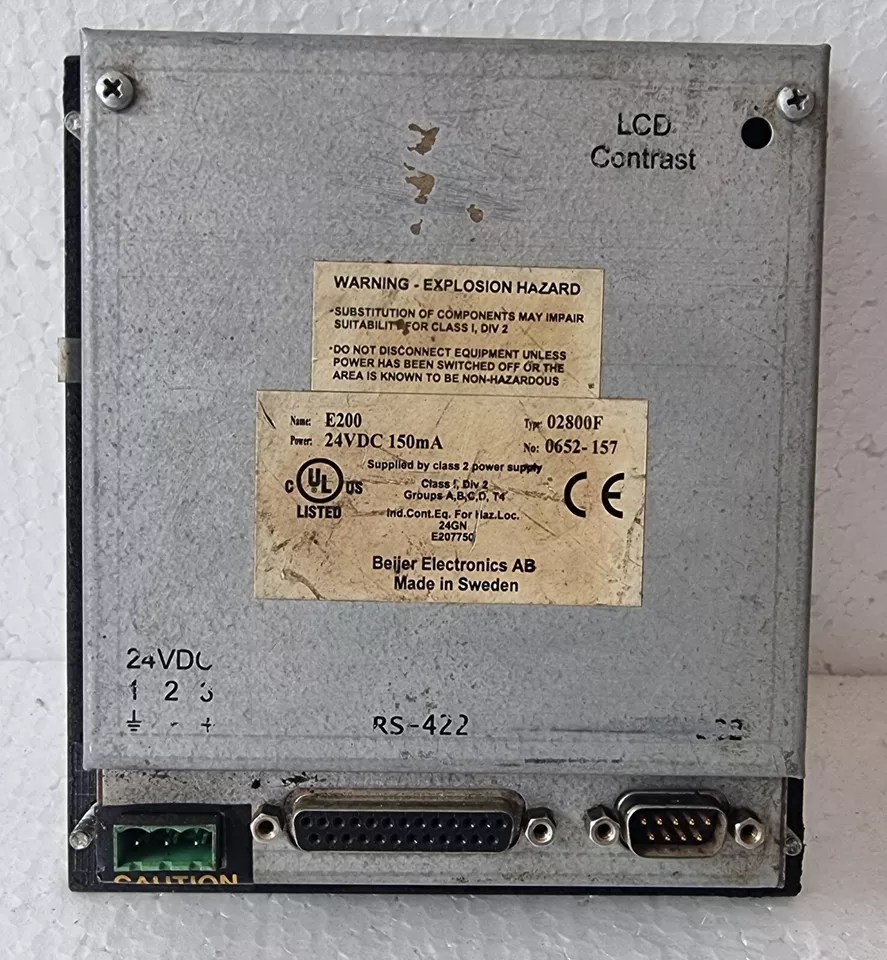 LCD
Contrast
WARNING - EXPLOSION HAZARD
-SUBSTITUTION OF COMPONENTS MAY IMPAIR
SUITABILITY FOR CLASS I, DIV 2
-DO NOT DISCONNECT EQUIPMENT UNLESS
POWER HAS BEEN SWITCHED OFF OR THE
AREA IS KNOWN TO BE NON-HAZARDOUS
Name: E200 Type: 02800F
Power: 24VDC 150mA No: 0652-157
Supplied by class 2 power supply
Class I, Div 2
Groups A,B,C,D, T4
Ind.Cont.Eq. For Haz.Loc.
24GN
E207750
C UL US
LISTED
CE
Beijer Electronics AB
Made in Sweden
24VDC
1 2 3
- +
RS-422
CAUTION